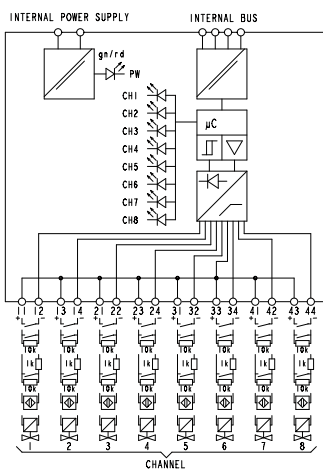 INTERNAL POWER SUPPLY INTERNAL BUS
gn/rd
PW
CH1
CH2
CH3
CH4
CH5
CH6
CH7
CH8
µC
11 12 13 14 21 22 23 24 31 32 33 34 41 42 43 44
+ - + - + - + - + - + - + - + -
10k 10k 10k 10k 10k 10k 10k 10k
1k 1k 1k 1k 1k 1k 1k 1k
10k 10k 10k 10k 10k 10k 10k 10k
1 2 3 4 5 6 7 8
CHANNEL